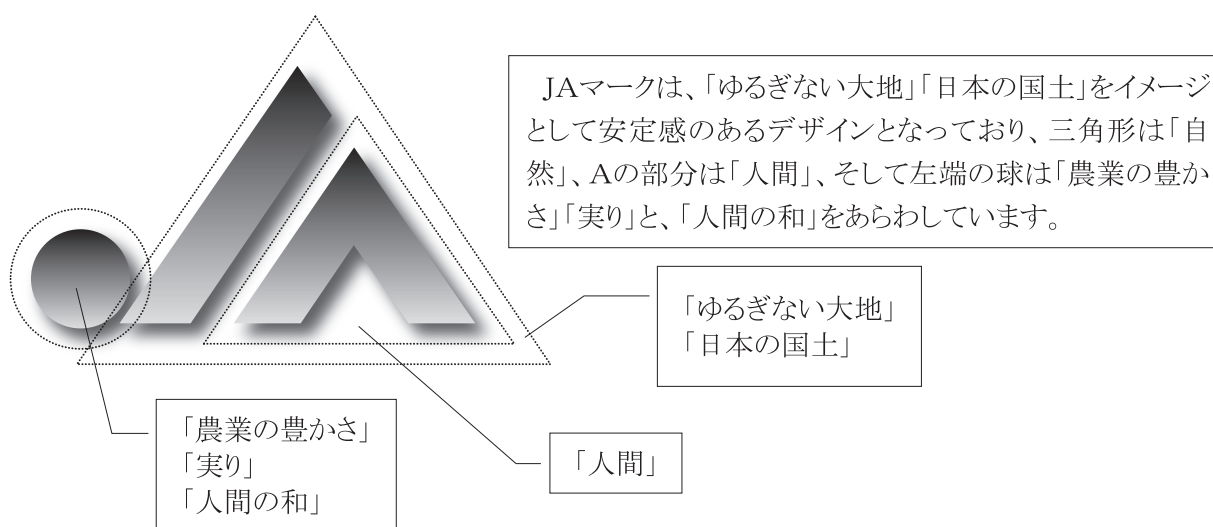 JAマークは、「ゆるぎない大地」「日本の国土」をイメージ
として安定感のあるデザインとなっており、三角形は「自
然」、Aの部分は「人間」、そして左端の球は「農業の豊か
さ」「実り」と、「人間の和」をあらわしています。
「ゆるぎない大地」
「日本の国土」
「農業の豊かさ」
「実り」
「人間の和」
「人間」